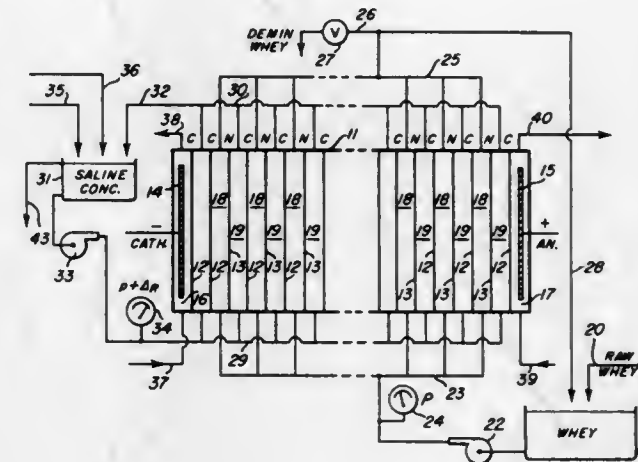 26
DEMIN
WHEY
V
27
36
35
32
30
25
38
40
11
C C N C N C N C
C N C N C N C
31
SALINE
CONC.
14
18 18 18
18 18 18
15
19 19 19
19 19 19
−
CATH.
+
AN.
43
33
12 12 13 12 13 12 13
13 12 13 12 13 12
16
17
28
P+ΔP
34
29
20
RAW
WHEY
37
23
39
P
24
22
WHEY